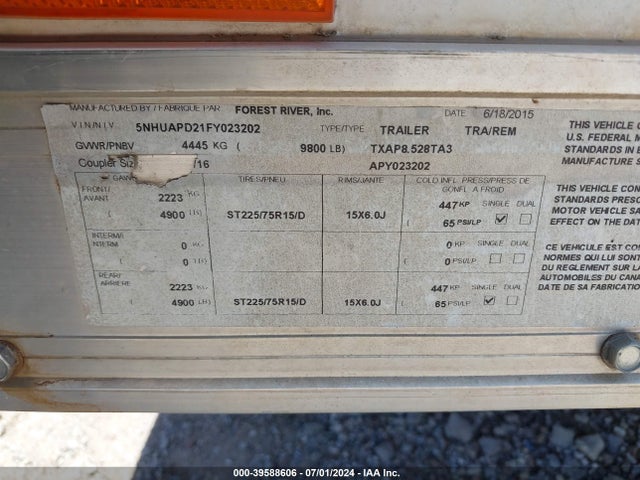 MANUFACTURED BY / FABRIQUE PAR FOREST RIVER, Inc. DATE 6/18/2015
V I N / N I V 5NHUAPD21FY023202 TYPE/TYPE TRAILER TRA/REM
GVWR/PNBV 4445 KG ( 9800 LB) TXAP8.528TA3
Coupler Siz /16 APY023202
GAW TIRES/PNEU RIMS/JANTE COLD INFL. PRESS/PRESS DE GONFL A FROID
FRONT/ AVANT 2223 KG 447 KP SINGLE DUAL
( 4900 LB) ST225/75R15/D 15X6.0J ( 65 PSI/LP
INTERM/ INTERM 0 KG 0 KP SINGLE DUAL
( 0 LB) ( 0 PSI/LP
REAR/ ARRIERE 2223 KG 447 KP SINGLE DUAL
( 4900 LB) ST225/75R15/D 15X6.0J ( 65 PSI/LP
THIS VEHICLE
U.S. FEDERAL M
STANDARDS IN
MANUFACTURE S
THIS VEHICLE CON
STANDARDS PRESC
MOTOR VEHICLE SA
EFFECT ON THE DAT
CE VEHICULE EST CO
NORMES QUI LUI SONT
DU REGLEMENT SUR LA
AUTOMOBILES DU CANA
DATE DE SA FABRICATION
000-39588606 - 07/01/2024 - IAA Inc.